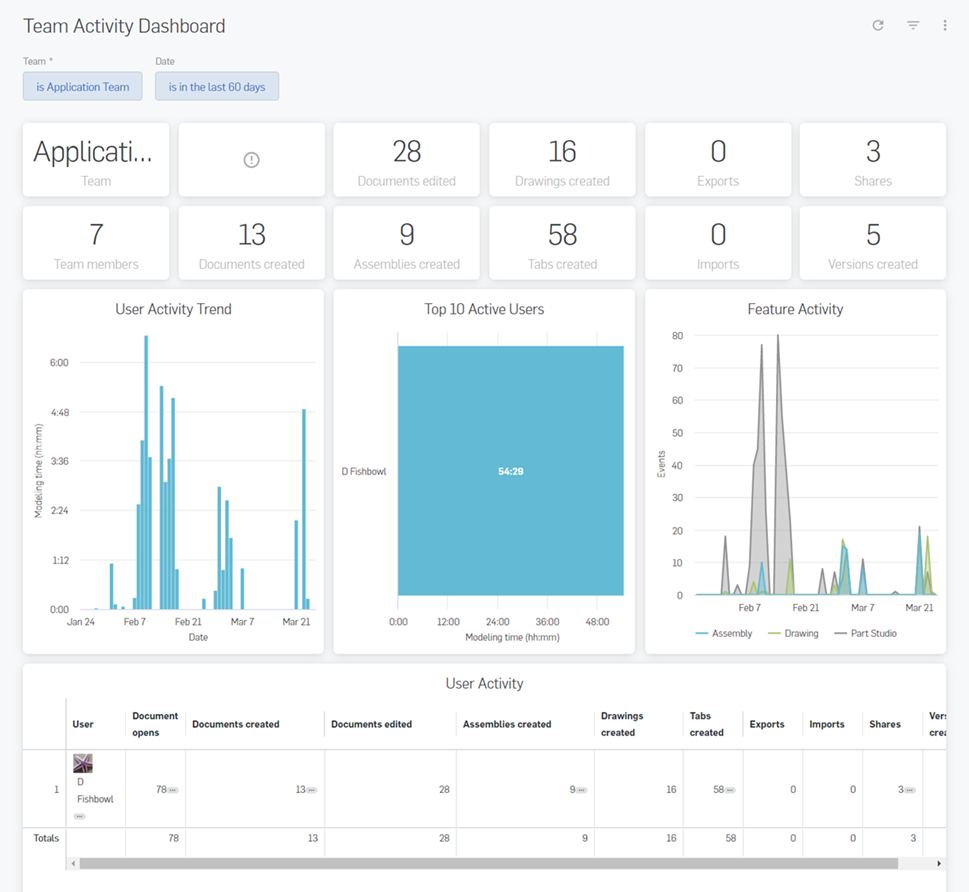 Team Activity Dashboard
Team * Date
is Application Team is in the last 60 days
Applicati... 28 16 0 3
Team Documents edited Drawings created Exports Shares
7 13 9 58 0 5
Team members Documents created Assemblies created Tabs created Imports Versions created
User Activity Trend
6:00
4:48
3:36
2:24
1:12
0:00
Modeling time (hh:mm)
Jan 24 Feb 7 Feb 21 Mar 7 Mar 21
Date
Top 10 Active Users
D Fishbowl
54:29
0:00 12:00 24:00 36:00 48:00
Modeling time (hh:mm)
Feature Activity
80
70
60
50
40
30
20
10
0
Events
Feb 7 Feb 21 Mar 7 Mar 21
Assembly Drawing Part Studio
User Activity
User Document opens Documents created Documents edited Assemblies created Drawings created Tabs created Exports Imports Shares Vers crea
1 D Fishbowl 78 13 28 9 16 58 0 0 3
Totals 78 13 28 9 16 58 0 0 3